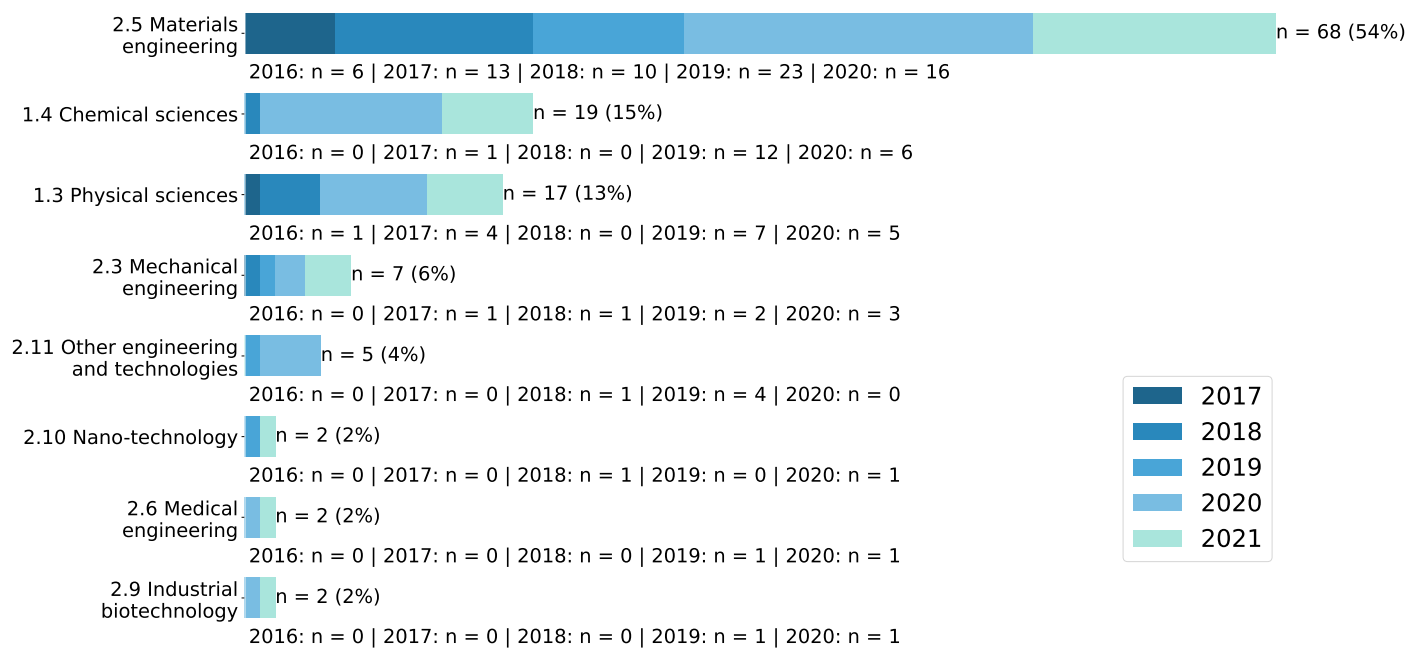 2.5 Materials
engineering
n = 68 (54%)
2016: n = 6 | 2017: n = 13 | 2018: n = 10 | 2019: n = 23 | 2020: n = 16
1.4 Chemical sciences
n = 19 (15%)
2016: n = 0 | 2017: n = 1 | 2018: n = 0 | 2019: n = 12 | 2020: n = 6
1.3 Physical sciences
n = 17 (13%)
2016: n = 1 | 2017: n = 4 | 2018: n = 0 | 2019: n = 7 | 2020: n = 5
2.3 Mechanical
engineering
n = 7 (6%)
2016: n = 0 | 2017: n = 1 | 2018: n = 1 | 2019: n = 2 | 2020: n = 3
2.11 Other engineering
and technologies
n = 5 (4%)
2016: n = 0 | 2017: n = 0 | 2018: n = 1 | 2019: n = 4 | 2020: n = 0
2.10 Nano-technology
n = 2 (2%)
2016: n = 0 | 2017: n = 0 | 2018: n = 1 | 2019: n = 0 | 2020: n = 1
2.6 Medical
engineering
n = 2 (2%)
2016: n = 0 | 2017: n = 0 | 2018: n = 0 | 2019: n = 1 | 2020: n = 1
2.9 Industrial
biotechnology
n = 2 (2%)
2016: n = 0 | 2017: n = 0 | 2018: n = 0 | 2019: n = 1 | 2020: n = 1
2017
2018
2019
2020
2021